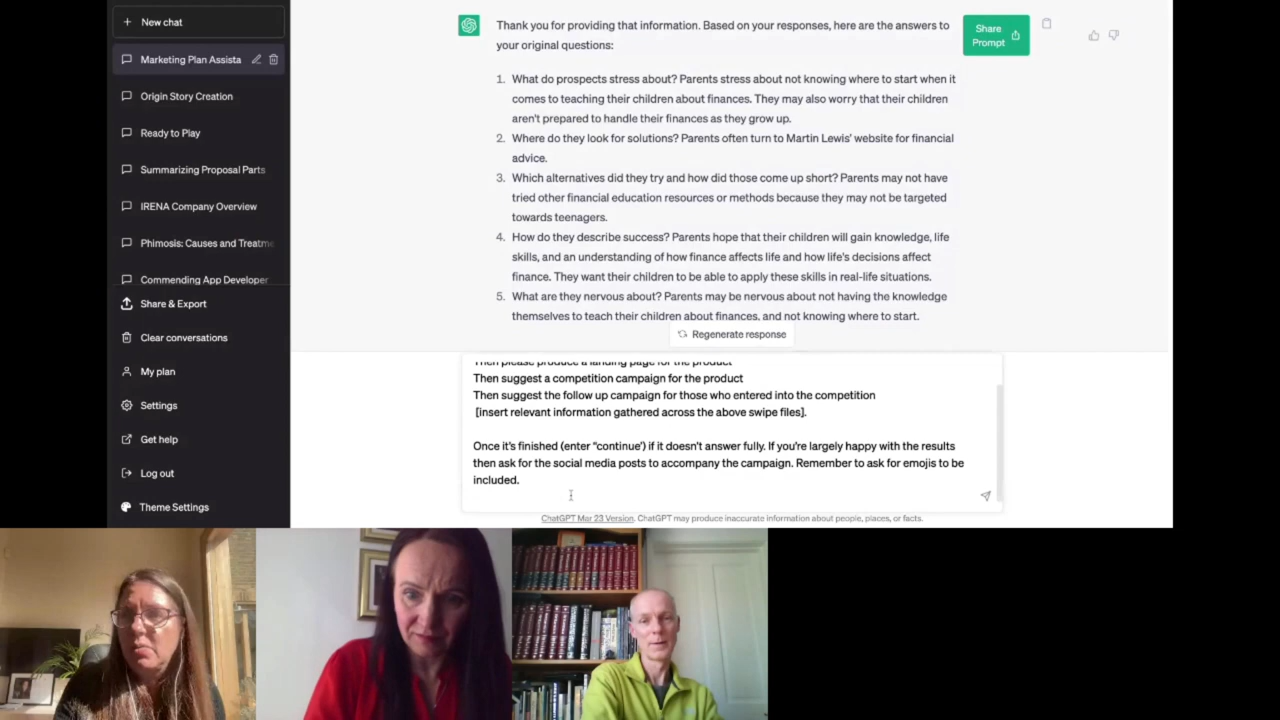 New chat
Marketing Plan Assista
Origin Story Creation
Ready to Play
Summarizing Proposal Parts
IRENA Company Overview
Phimosis: Causes and Treatme
Commending App Developer
Share & Export
Clear conversations
My plan
Settings
Get help
Log out
Theme Settings
Thank you for providing that information. Based on your responses, here are the answers to
your original questions:
Share
Prompt
1. What do prospects stress about? Parents stress about not knowing where to start when it
comes to teaching their children about finances. They may also worry that their children
aren't prepared to handle their finances as they grow up.
2. Where do they look for solutions? Parents often turn to Martin Lewis' website for financial
advice.
3. Which alternatives did they try and how did those come up short? Parents may not have
tried other financial education resources or methods because they may not be targeted
towards teenagers.
4. How do they describe success? Parents hope that their children will gain knowledge, life
skills, and an understanding of how finance affects life and how life's decisions affect
finance. They want their children to be able to apply these skills in real-life situations.
5. What are they nervous about? Parents may be nervous about not having the knowledge
themselves to teach their children about finances, and not knowing where to start.
Regenerate response
Then please produce a landing page for the product
Then suggest a competition campaign for the product
Then suggest the follow up campaign for those who entered into the competition
[insert relevant information gathered across the above swipe files].
Once it's finished (enter "continue') if it doesn't answer fully. If you're largely happy with the results
then ask for the social media posts to accompany the campaign. Remember to ask for emojis to be
included.
ChatGPT Mar 23 Version. ChatGPT may produce inaccurate information about people, places, or facts.